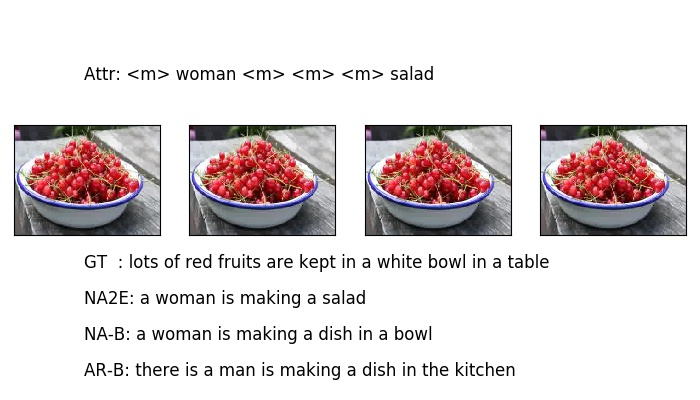 Attr: <m> woman <m> <m> <m> salad
GT  : lots of red fruits are kept in a white bowl in a table
NA2E: a woman is making a salad
NA-B: a woman is making a dish in a bowl
AR-B: there is a man is making a dish in the kitchen